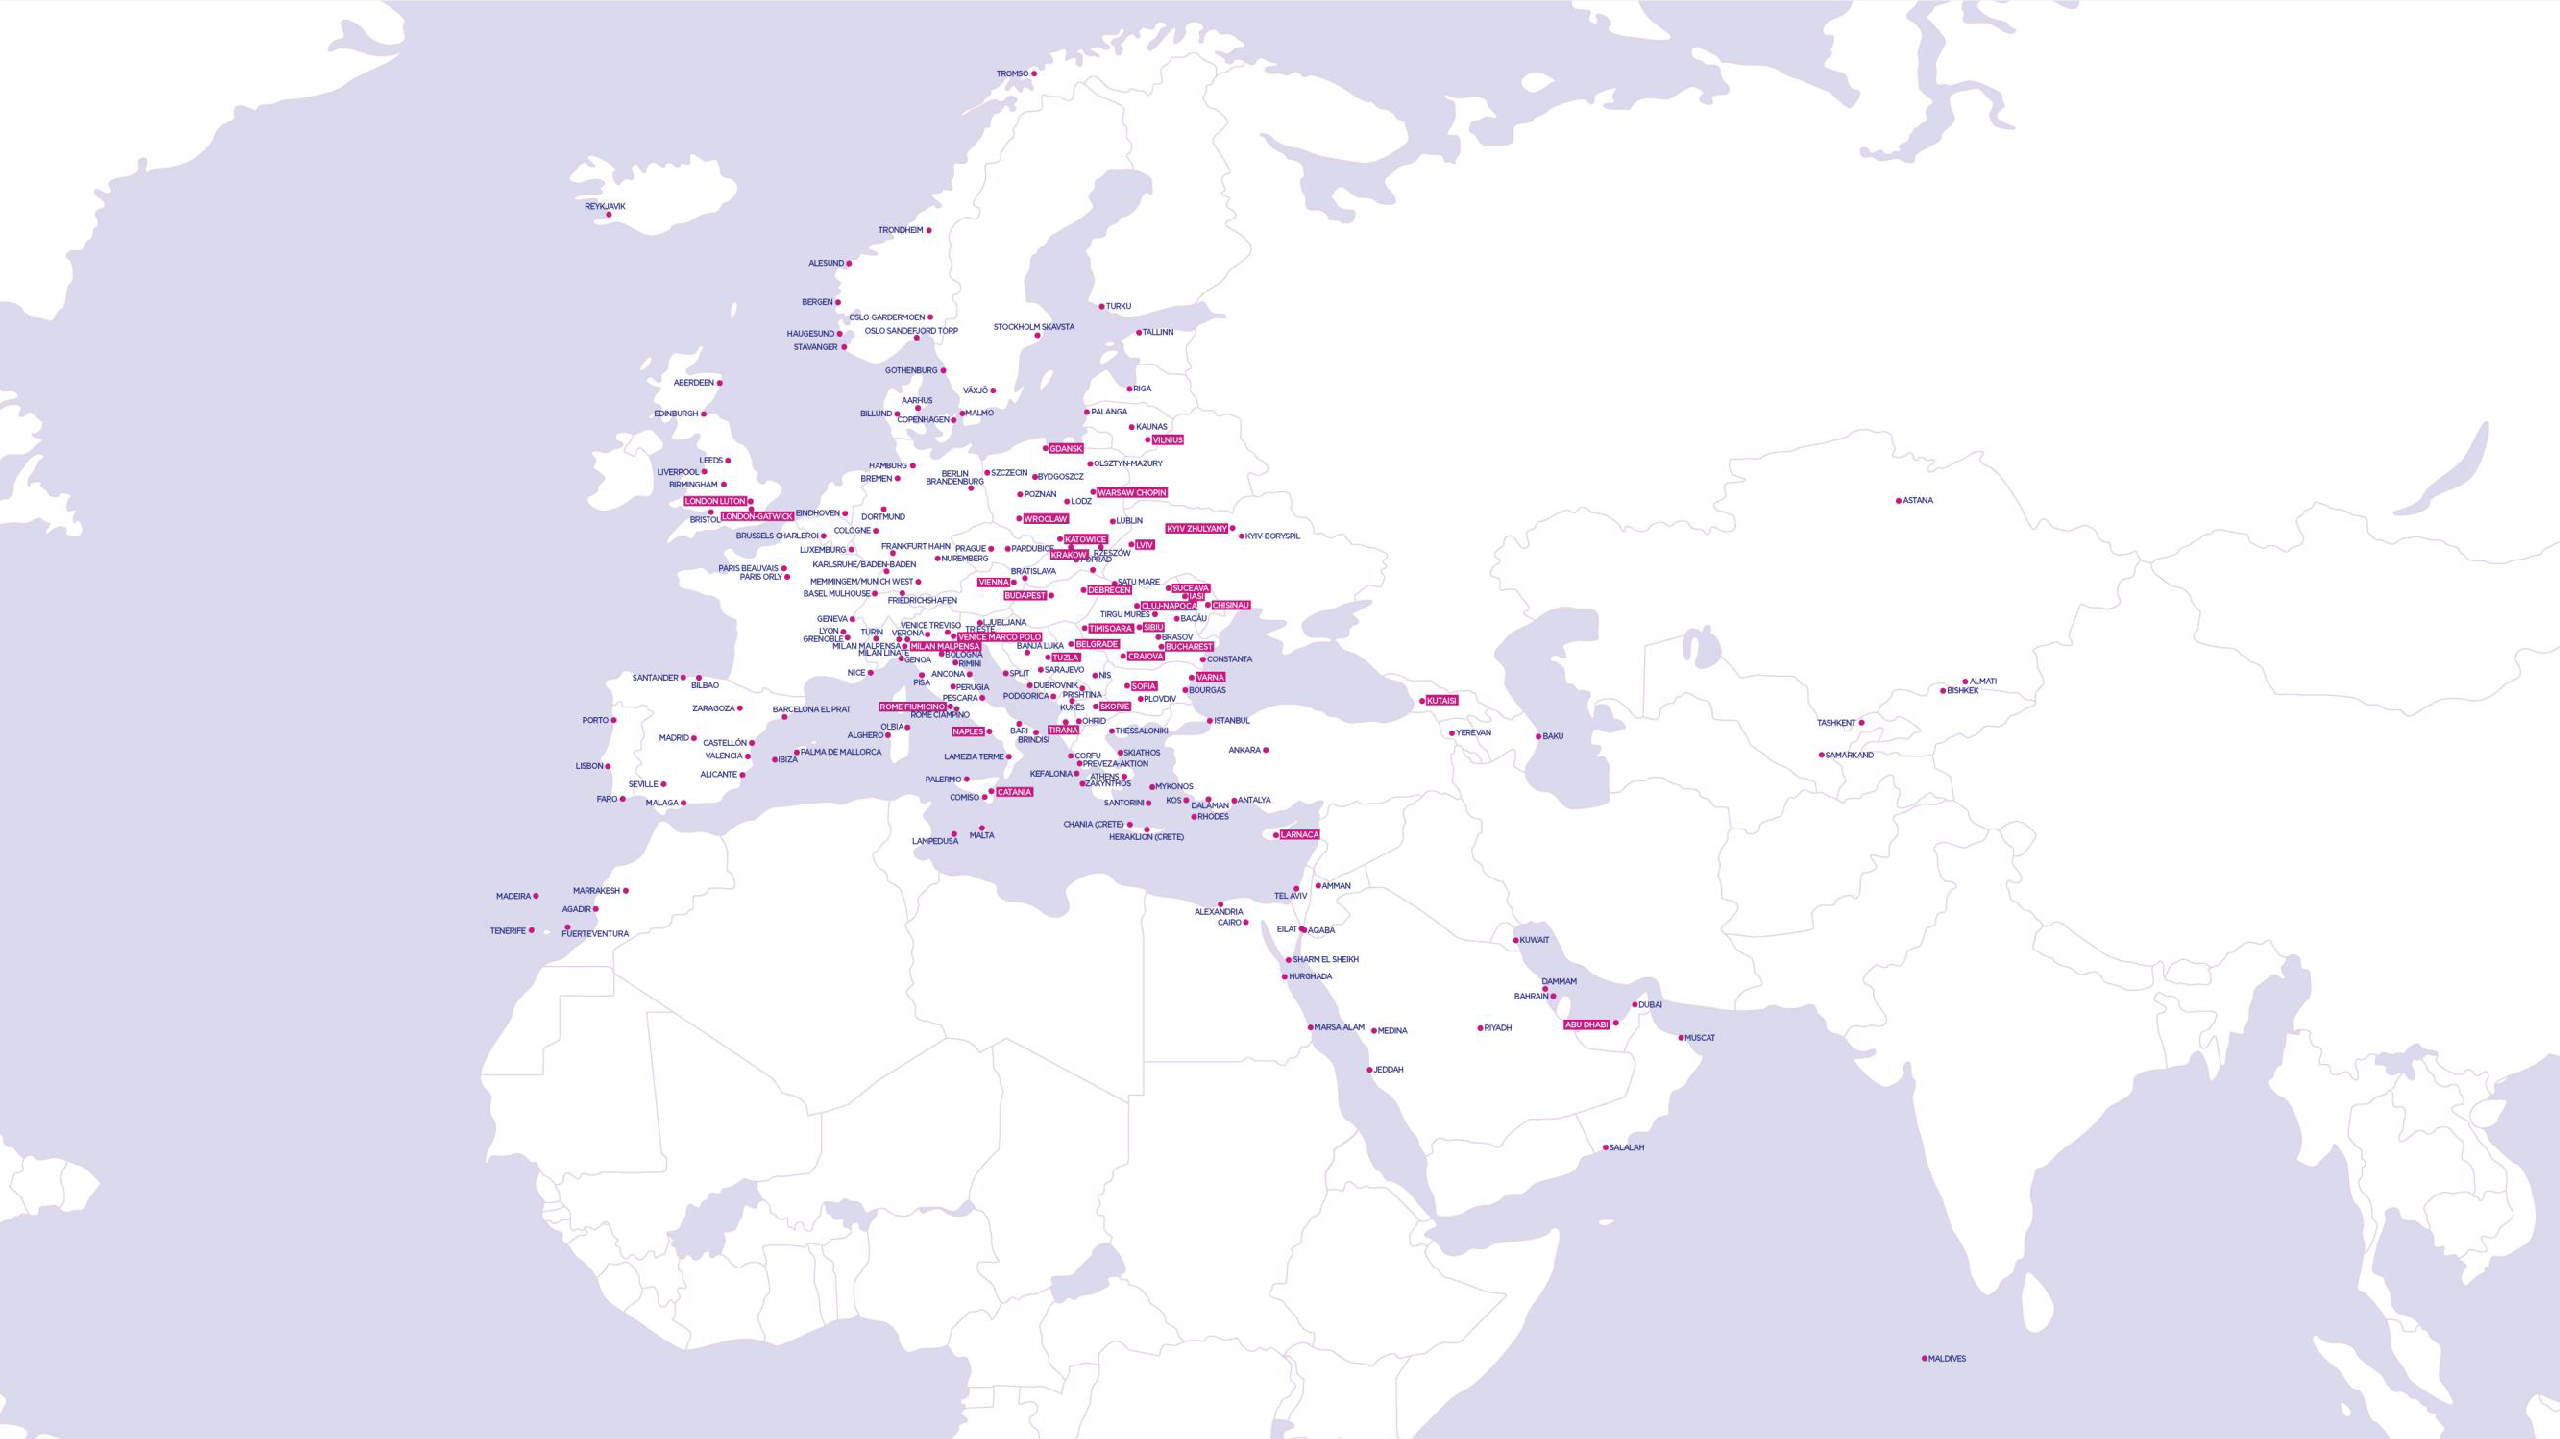 TROMSO
REYKJAVIK
TRONDHEIM
ALESUND
BERGEN
TURKU
OSLO GARDERMOEN
STOCKHOLM SKAVSTA
HAUGESUND
OSLO SANDEFJORD TORP
TALLINN
STAVANGER
GOTHENBURG
ABERDEEN
VÄXJÖ
RIGA
AARHUS
EDINBURGH
BILLUND
MALMO
PALANGA
COPENHAGEN
KAUNAS
VILNIUS
GDANSK
LEEDS
HAMBURG
OLSZTYN-MAZURY
LIVERPOOL
BERLIN
BRANDENBURG
SZCZECIN
BYDGOSZCZ
BREMEN
BIRMINGHAM
POZNAN
WARSAW CHOPIN
LONDON LUTON
LODZ
ASTANA
BRISTOL
LONDON-GATWICK
EINDHOVEN
DORTMUND
WROCLAW
LUBLIN
KYIV ZHULYANY
COLOGNE
BRUSSELS CHARLEROI
KYIV-BORYSPIL
KATOWICE
LVIV
LUXEMBURG
FRANKFURT HAHN
PRAGUE
PARDUBICE
KRAKOW
RZESZÓW
POPRAD
NUREMBERG
KARLSRUHE/BADEN-BADEN
PARIS BEAUVAIS
PARIS ORLY
BRATISLAVA
MEMMINGEM/MUNICH WEST
VIENNA
SATU MARE
BASEL MULHOUSE
FRIEDRICHSHAFEN
BUDAPEST
DEBRECEN
SUCEAVA
IASI
CLUJ-NAPOCA
CHISINAU
TIRGU MURES
BACAU
GENEVA
VENICE TREVISO
LJUBLJANA
TRIESTE
TIMISOARA
SIBIU
LYON
TURIN
VERONA
GRENOBLE
VENICE MARCO POLO
BRASOV
MILAN MALPENSA
MILAN MALPENSA
BANJA LUKA
BELGRADE
BUCHAREST
MILAN LINATE
BOLOGNA
TUZLA
CRAIOVA
CONSTANTA
GENOA
RIMINI
NICE
ANCONA
SPLIT
SARAJEVO
NIS
VARNA
SANTANDER
BILBAO
PISA
PERUGIA
DUBROVNIK
SOFIA
BOURGAS
ALMATI
BISHKEK
PESCARA
PODGORICA
PRISHTINA
PLOVDIV
KUTAISI
ZARAGOZA
BARCELONA EL PRAT
ROME FIUMICINO
ROME CIAMPINO
KUKËS
SKOPJE
PORTO
OLBIA
OHRID
ISTANBUL
TASHKENT
ALGHERO
NAPLES
BARI
BRINDISI
TIRANA
THESSALONIKI
YEREVAN
BAKU
MADRID
CASTELLÓN
VALENCIA
PALMA DE MALLORCA
IBIZA
LAMEZIA TERME
CORFU
SKIATHOS
ANKARA
SAMARKAND
LISBON
PREVEZA-AKTION
ALICANTE
KEFALONIA
ATHENS
SEVILLE
PALERMO
ZAKYNTHOS
MYKONOS
FARO
MALAGA
COMISO
CATANIA
SANTORINI
KOS
DALAMAN
ANTALYA
RHODES
LAMPEDUSA
MALTA
CHANIA (CRETE)
HERAKLION (CRETE)
LARNACA
MADEIRA
MARRAKESH
AMMAN
TEL AVIV
AGADIR
ALEXANDRIA
CAIRO
TENERIFE
FUERTEVENTURA
EILAT
AGABA
KUWAIT
SHARM EL SHEIKH
HURGHADA
DAMMAM
BAHRAIN
DUBAI
MARSA ALAM
MEDINA
RIYADH
ABU DHABI
MUSCAT
JEDDAH
SALALAH
MALDIVES